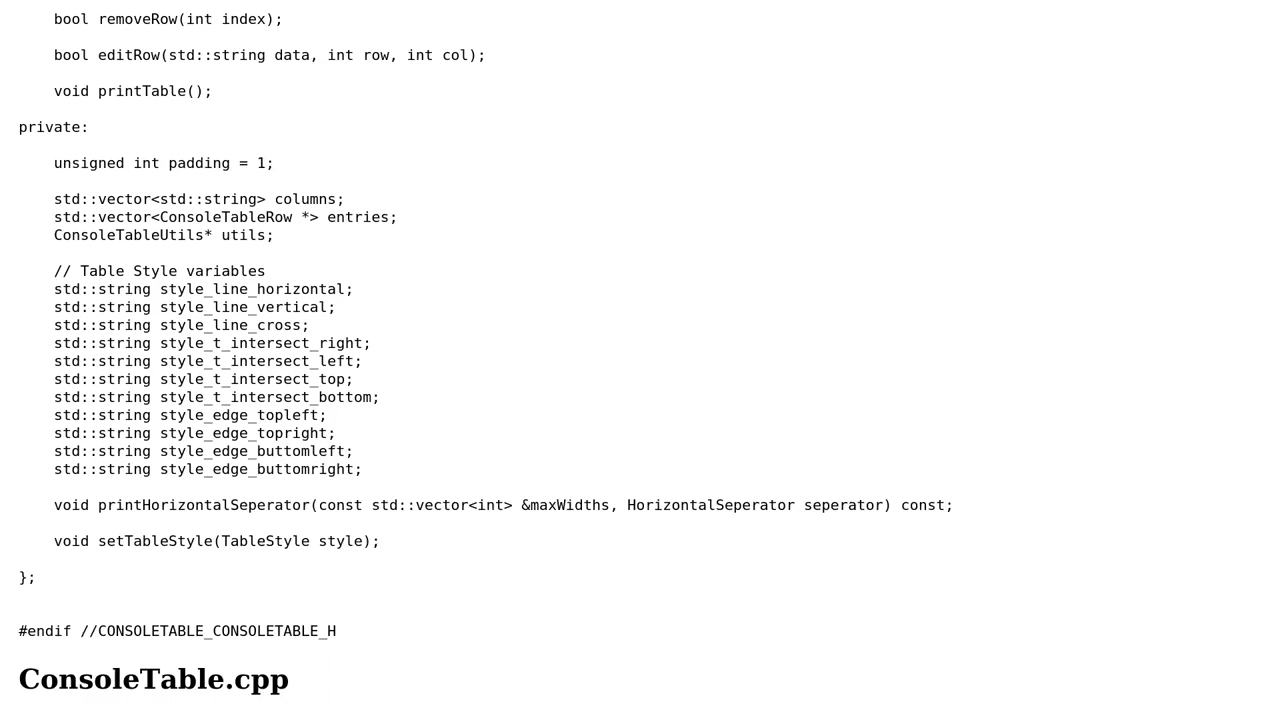 bool removeRow(int index);
bool editRow(std::string data, int row, int col);
void printTable();
private:
unsigned int padding = 1;
std::vector<std::string> columns;
std::vector<ConsoleTableRow *> entries;
ConsoleTableUtils* utils;
// Table Style variables
std::string style_line_horizontal;
std::string style_line_vertical;
std::string style_line_cross;
std::string style_t_intersect_right;
std::string style_t_intersect_left;
std::string style_t_intersect_top;
std::string style_t_intersect_bottom;
std::string style_edge_topleft;
std::string style_edge_topright;
std::string style_edge_buttomleft;
std::string style_edge_buttomright;
void printHorizontalSeperator(const std::vector<int> &maxWidths, HorizontalSeperator seperator) const;
void setTableStyle(TableStyle style);
};
#endif //CONSOLETABLE_CONSOLETABLE_H
ConsoleTable.cpp